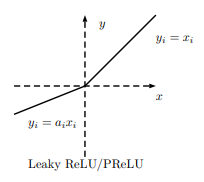 y
y_i = x_i
x
y_i = a_i x_i
Leaky ReLU/PReLU